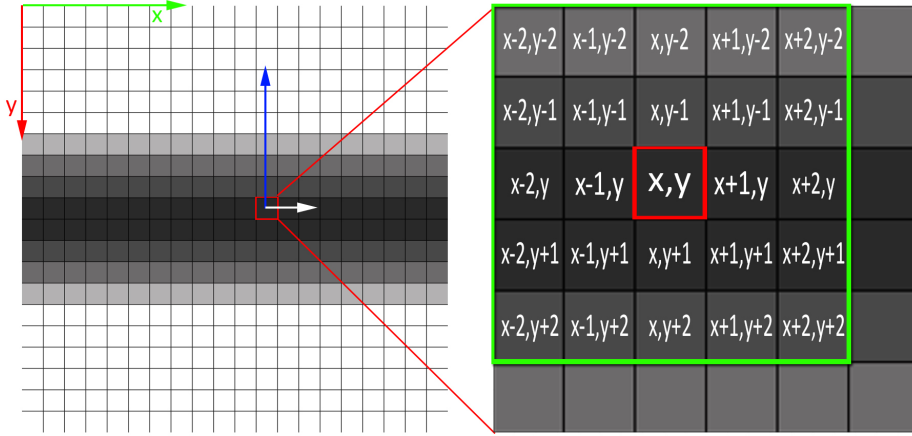 x
y
x-2,y-2 x-1,y-2 x,y-2 x+1,y-2 x+2,y-2
x-2,y-1 x-1,y-1 x,y-1 x+1,y-1 x+2,y-1
x-2,y x-1,y x,y x+1,y x+2,y
x-2,y+1 x-1,y+1 x,y+1 x+1,y+1 x+2,y+1
x-2,y+2 x-1,y+2 x,y+2 x+1,y+2 x+2,y+2